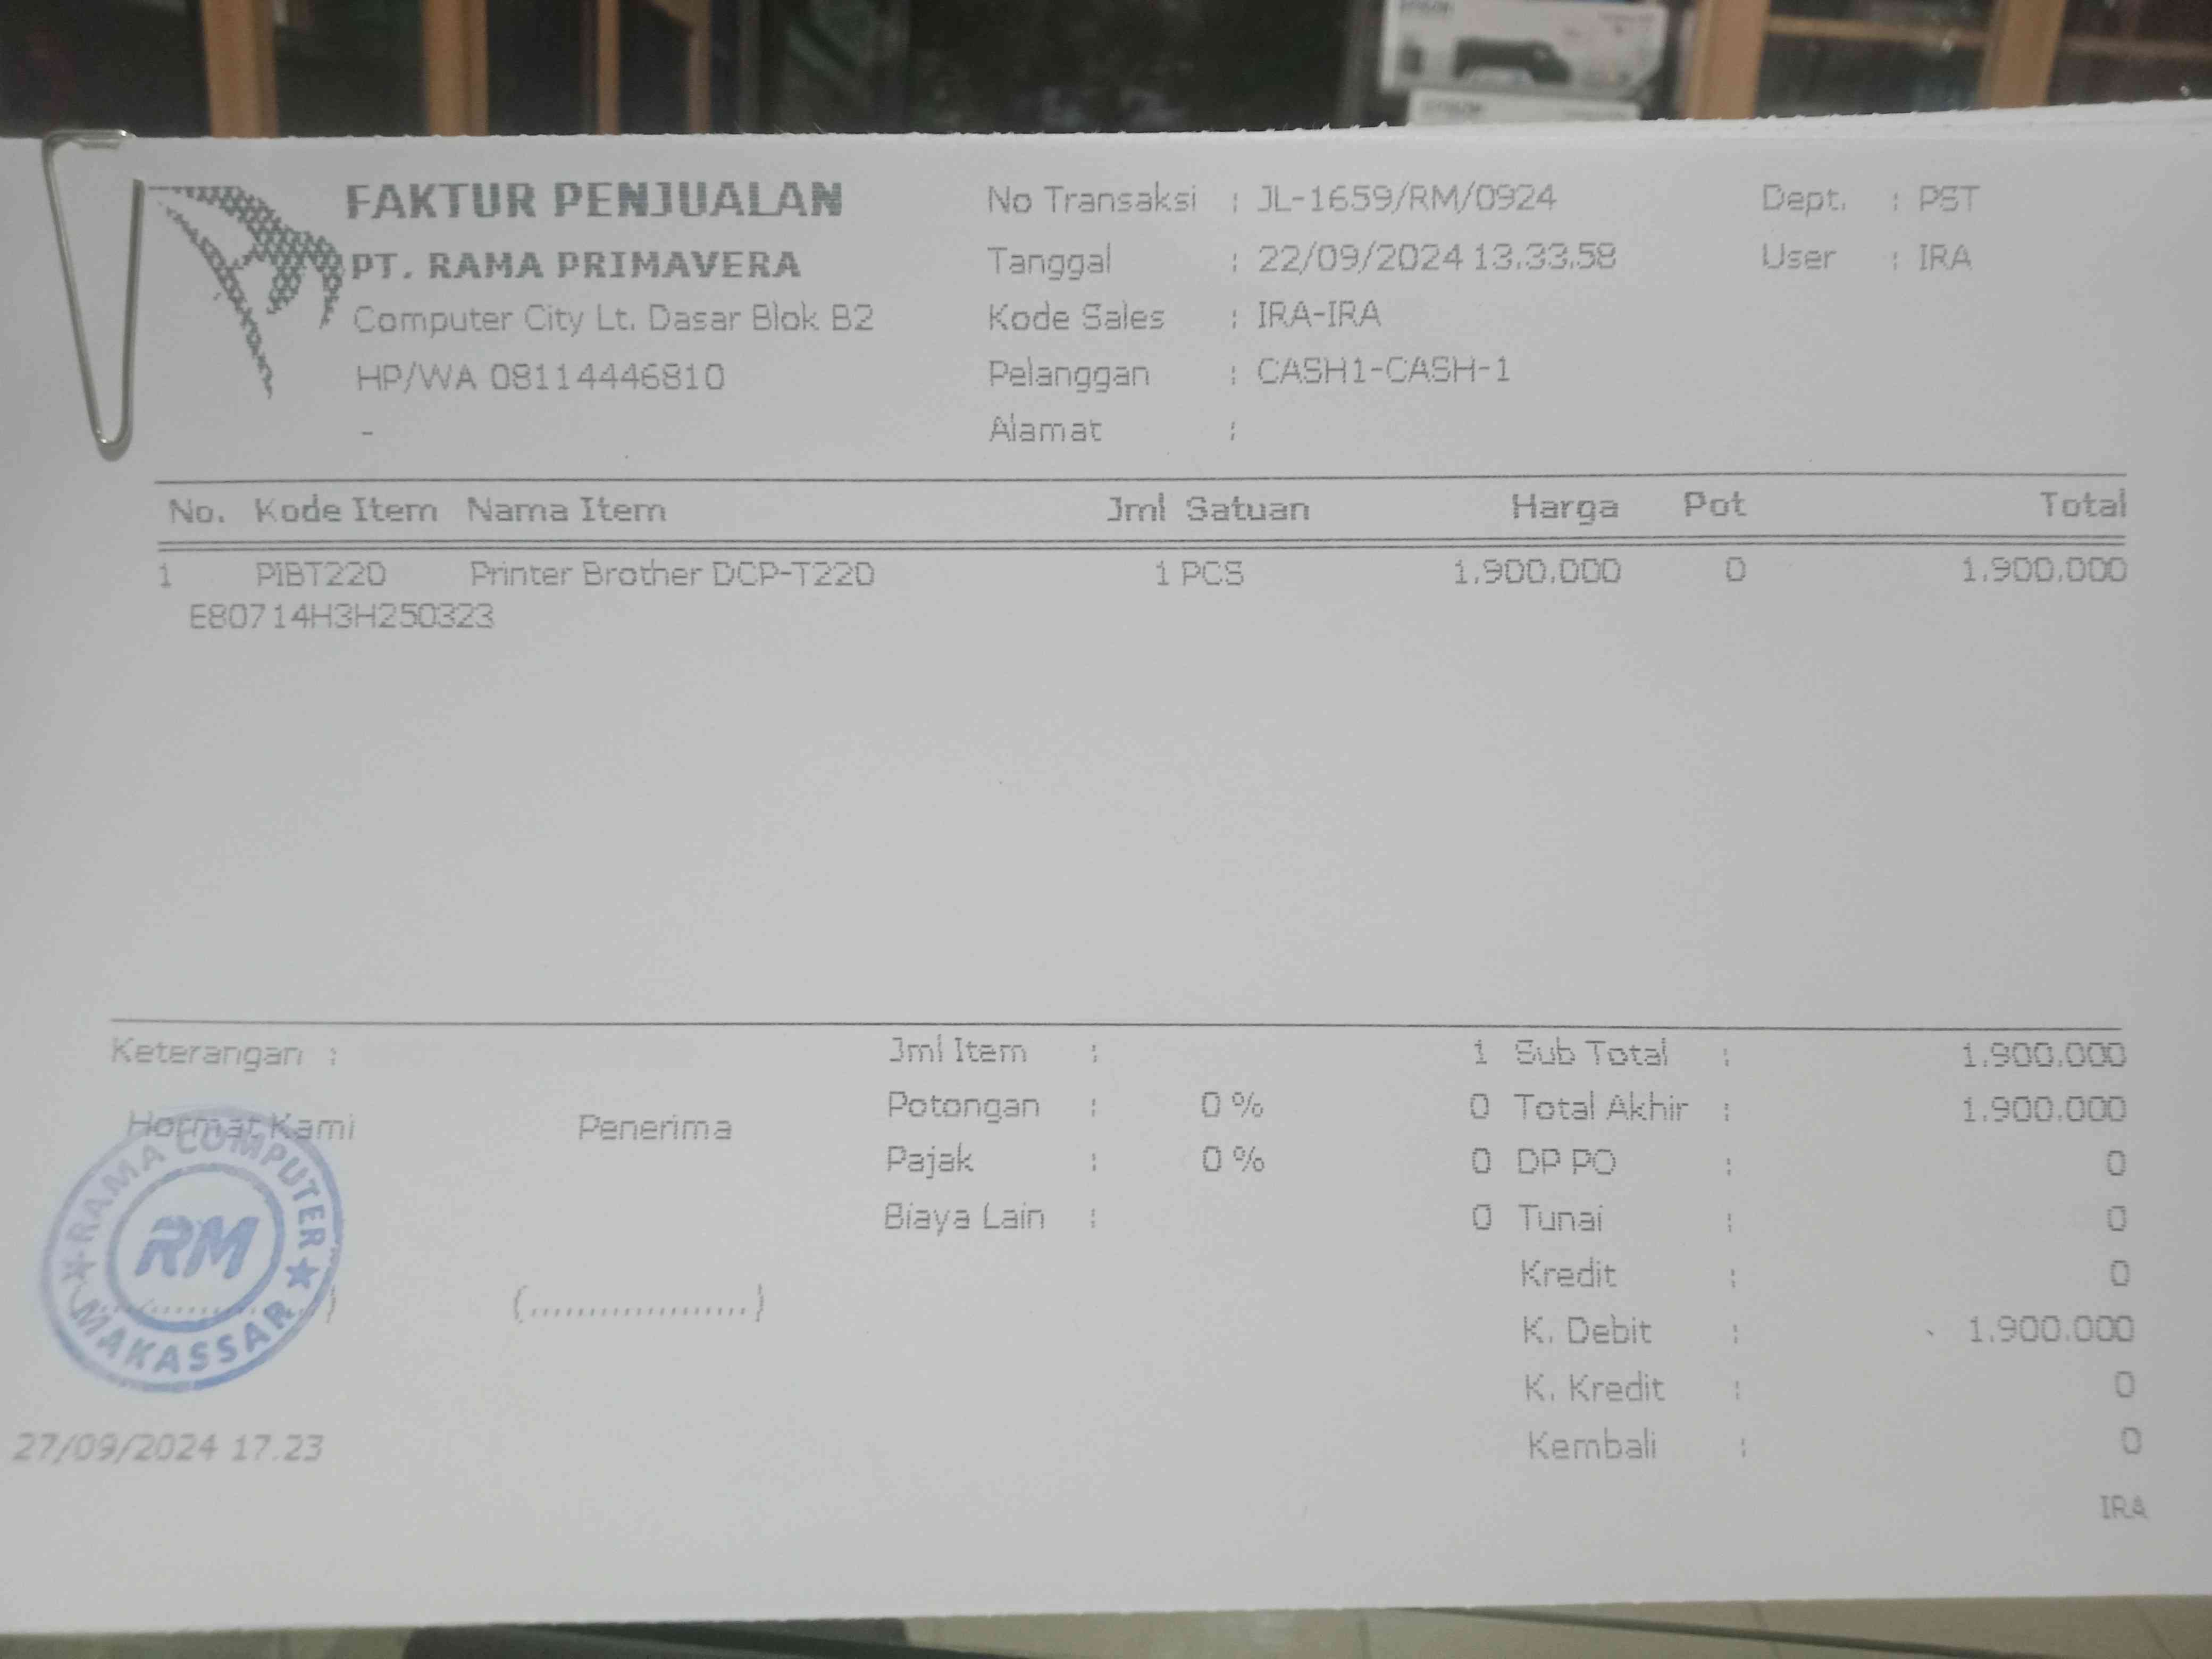 EPSON
FAKTUR PENJUALAN
PT. RAMA PRIMAVERA
Computer City Lt. Dasar Blok B2
HP/WA 08114446810
-
No Transaksi : JL-1659/RM/0924
Tanggal : 22/09/2024 13.33.58
Kode Sales : IRA-IRA
Pelanggan : CASH1-CASH-1
Alamat :
Dept. : PST
User : IRA
No. Kode Item Nama Item Jml Satuan Harga Pot Total
1 PIBT220 Printer Brother DCP-T220 1 PCS 1.900.000 0 1.900.000
E80714H3H250323
Keterangan :
Hormat Kami Penerima
RAMA COMPUTER
RM
MAKASSAR
(...................)
27/09/2024 17.23
Jml Item : 1
Potongan : 0 % 0
Pajak : 0 % 0
Biaya Lain : 0
Sub Total : 1.900.000
Total Akhir : 1.900.000
DP PO : 0
Tunai : 0
Kredit : 0
K. Debit : 1.900.000
K. Kredit : 0
Kembali : 0
IRA